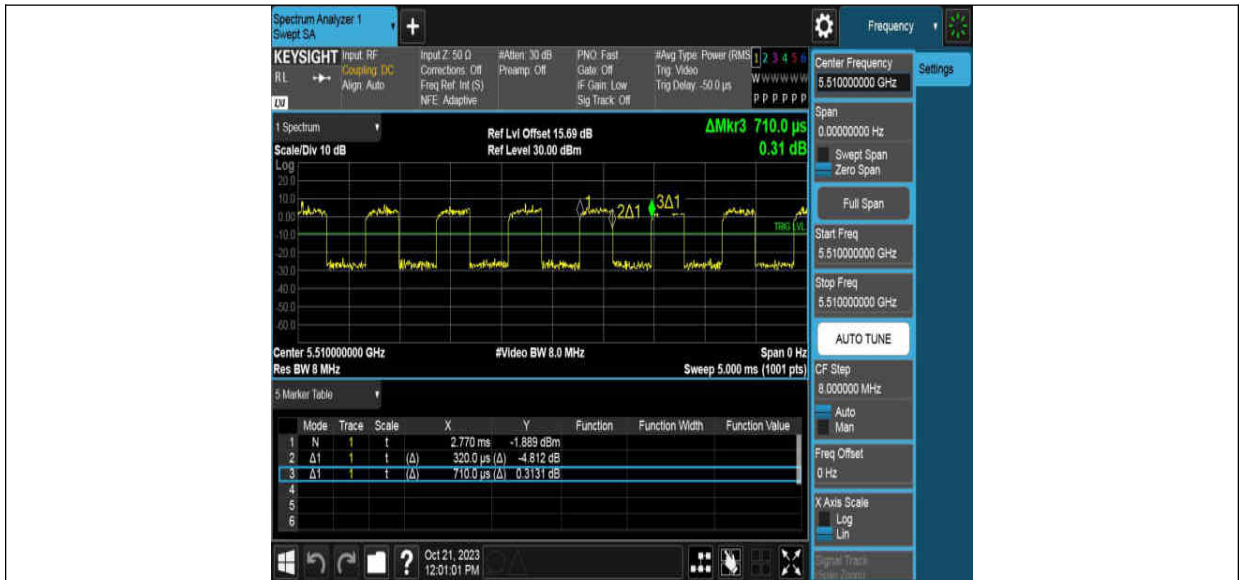 Spectrum Analyzer 1
Swept SA
Frequency
KEYSIGHT
RL
LVI
Input: RF
Coupling: DC
Align: Auto
Input Z: 50 Ω
Corrections: Off
Freq Ref: Int (S)
NFE: Adaptive
#Atten: 30 dB
Preamp: Off
PNO: Fast
Gate: Off
IF Gain: Low
Sig Track: Off
#Avg Type: Power (RMS
Trig: Video
Trig Delay: -50.0 µs
1 2 3 4 5 6
W W W W W W
P P P P P P
1 Spectrum
Scale/Div 10 dB
Ref Lvl Offset 15.69 dB
Ref Level 30.00 dBm
ΔMkr3 710.0 µs
0.31 dB
Log
20.0
10.0
0.00
-10.0
-20.0
-30.0
-40.0
-50.0
-60.0
1
2Δ1
3Δ1
TRIG LVL
Center 5.510000000 GHz
Res BW 8 MHz
#Video BW 8.0 MHz
Span 0 Hz
Sweep 5.000 ms (1001 pts)
5 Marker Table
Mode Trace Scale X Y Function Function Width Function Value
1 N 1 t 2.770 ms -1.889 dBm
2 Δ1 1 t (Δ) 320.0 µs (Δ) -4.812 dB
3 Δ1 1 t (Δ) 710.0 µs (Δ) 0.3131 dB
4
5
6
Oct 21, 2023
12:01:01 PM
Center Frequency
5.510000000 GHz
Settings
Span
0.00000000 Hz
Swept Span
Zero Span
Full Span
Start Freq
5.510000000 GHz
Stop Freq
5.510000000 GHz
AUTO TUNE
CF Step
8.000000 MHz
Auto
Man
Freq Offset
0 Hz
X Axis Scale
Log
Lin
Signal Track
(Span Zoom)